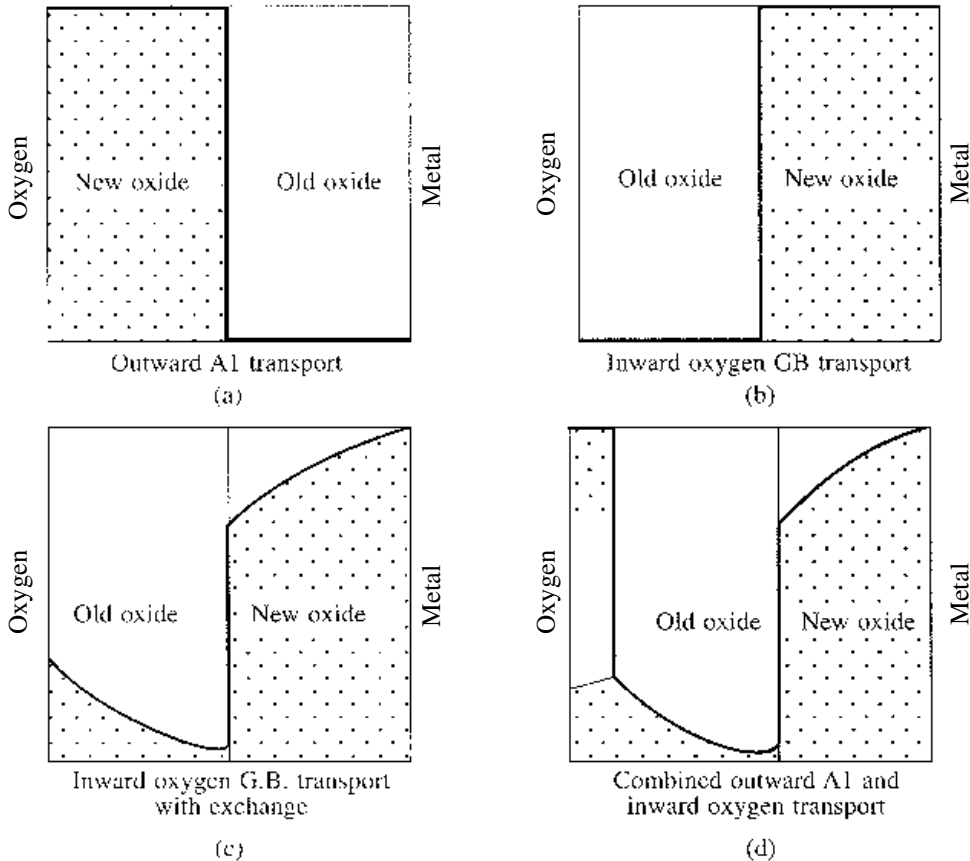 Oxygen
New oxide
Old oxide
Metal
Outward A1 transport
(a)
Oxygen
Old oxide
New oxide
Metal
Inward oxygen GB transport
(b)
Oxygen
Old oxide
New oxide
Metal
Inward oxygen G.B. transport
with exchange
(c)
Oxygen
Old oxide
New oxide
Metal
Combined outward A1 and
inward oxygen transport
(d)